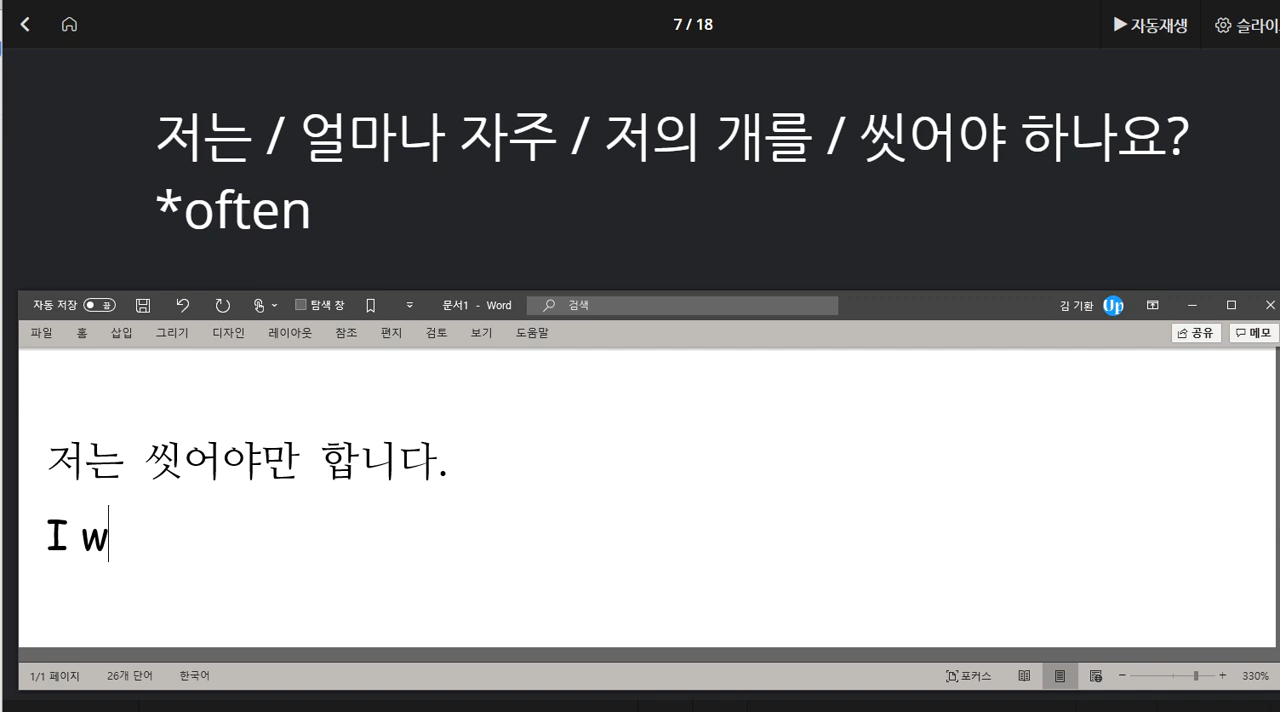 7 / 18
자동재생
슬라이
저는 / 얼마나 자주 / 저의 개를 / 씻어야 하나요?
*often
자동 저장 끔 탐색 창 문서1 - Word 검색 김 기환 Up
파일 홈 삽입 그리기 디자인 레이아웃 참조 편지 검토 보기 도움말 공유 메모
저는 씻어야만 합니다.
I w
1/1 페이지 26개 단어 한국어 포커스 330%